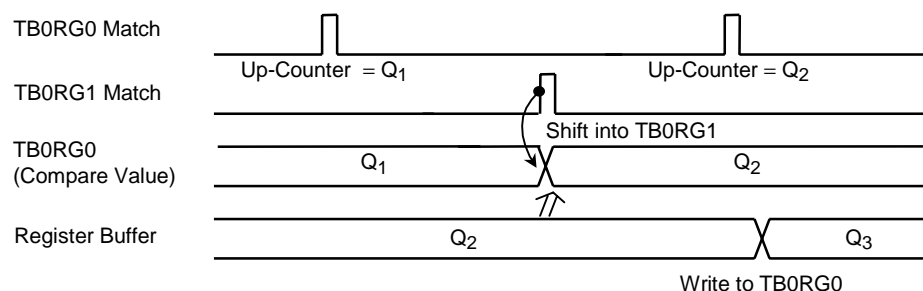 TB0RG0 Match
Up-Counter = Q1
Up-Counter = Q2
TB0RG1 Match
Shift into TB0RG1
TB0RG0
(Compare Value)
Q1
Q2
Register Buffer
Q2
Q3
Write to TB0RG0